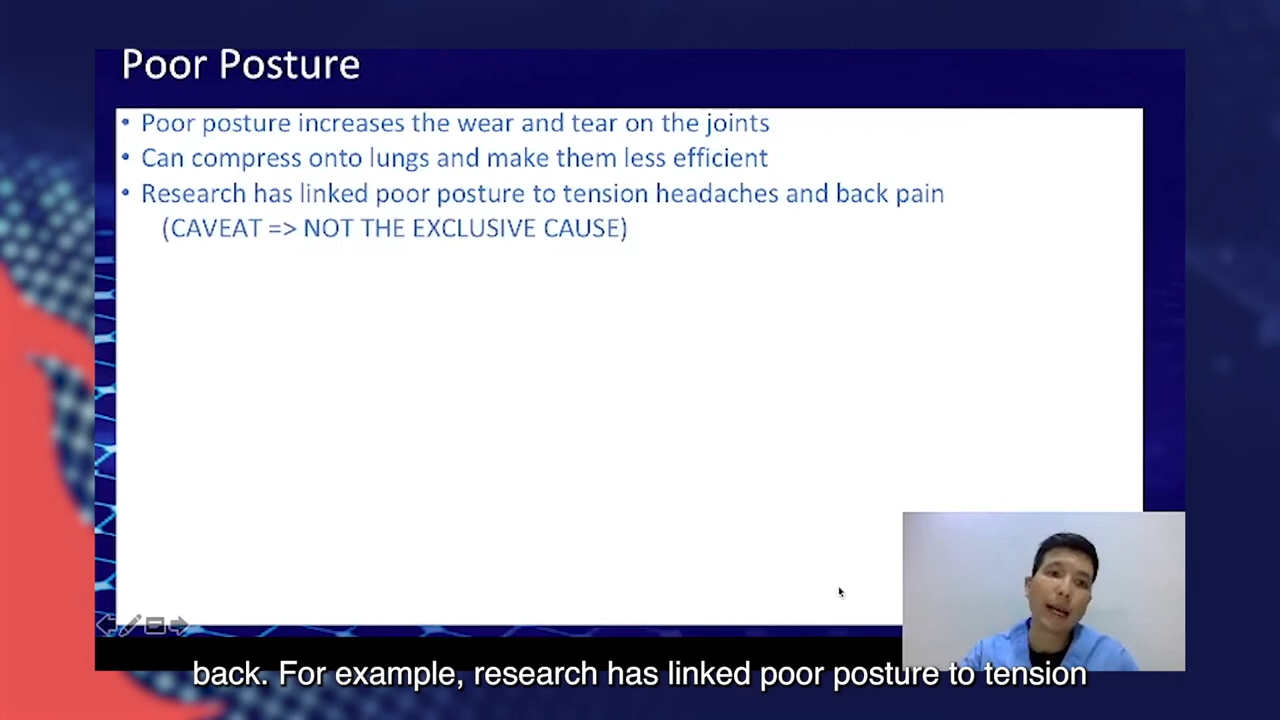 Poor Posture
• Poor posture increases the wear and tear on the joints
• Can compress onto lungs and make them less efficient
• Research has linked poor posture to tension headaches and back pain
(CAVEAT => NOT THE EXCLUSIVE CAUSE)
back. For example, research has linked poor posture to tension